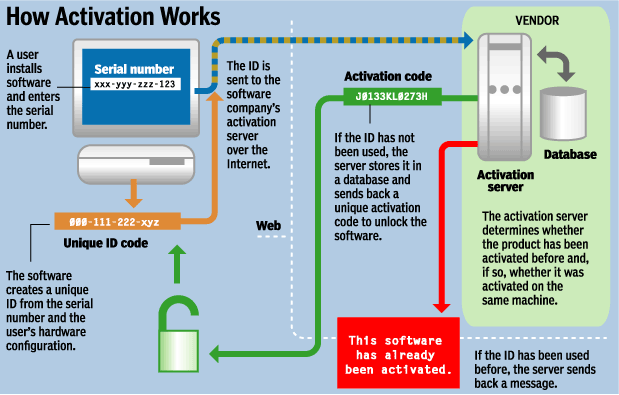 How Activation Works
A user
installs
software
and enters
the serial
number.
Serial number
xxx-yyy-zzz-123
The ID is
sent to the
software
company's
activation
server
over the
Internet.
000-111-222-xyz
Unique ID code
The software
creates a unique
ID from the serial
number and the
user's hardware
configuration.
Web
Activation code
J0133KL0273H
If the ID has not
been used, the
server stores it in
a database and
sends back a
unique activation
code to unlock the
software.
VENDOR
Database
Activation
server
The activation server
determines whether
the product has been
activated before and,
if so, whether it was
activated on the
same machine.
This software
has already
been activated.
If the ID has been used
before, the server sends
back a message.